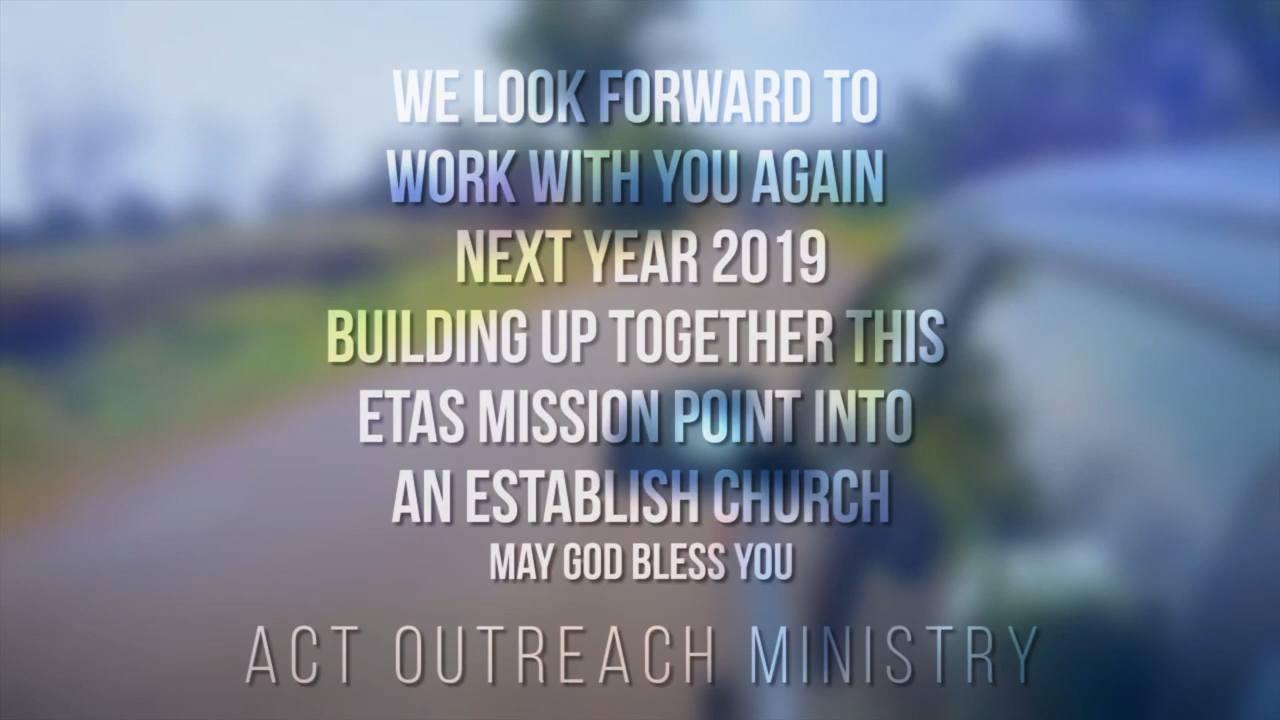 WE LOOK FORWARD TO
WORK WITH YOU AGAIN
NEXT YEAR 2019
BUILDING UP TOGETHER THIS
ETAS MISSION POINT INTO
AN ESTABLISH CHURCH
MAY GOD BLESS YOU
ACT OUTREACH MINISTRY